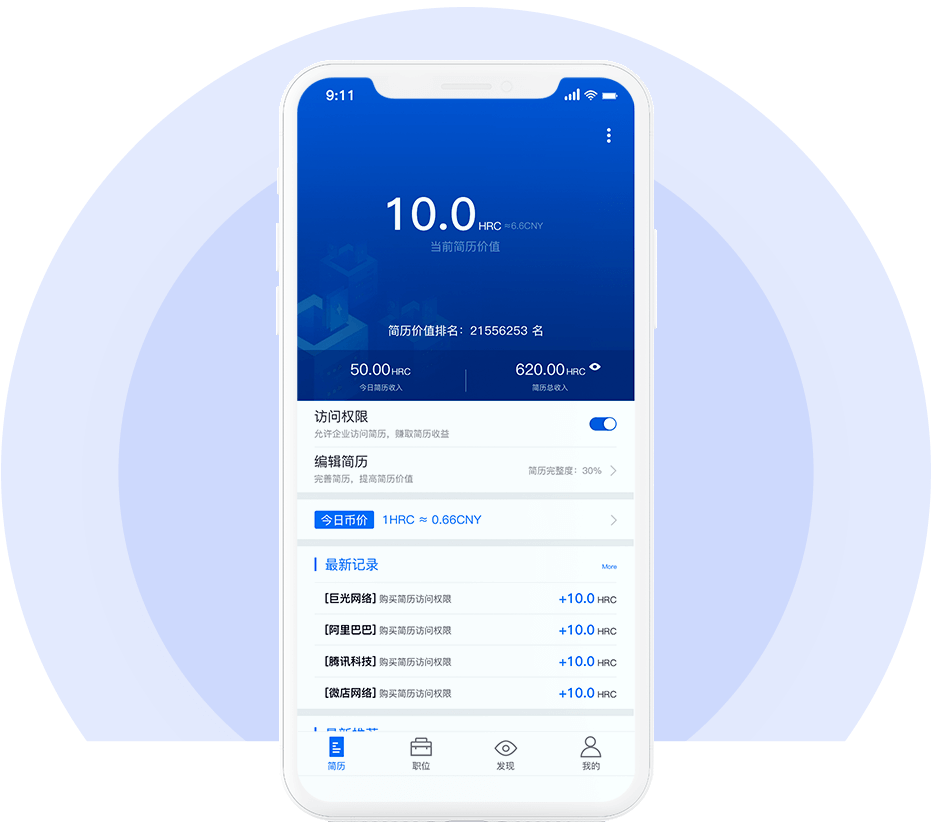 9:11
10.0 HRC ≈6.6CNY
当前简历价值
简历价值排名：21556253 名
50.00HRC 620.00HRC
今日简历收入 简历总收入
访问权限
允许企业访问简历，赚取简历收益
编辑简历
完善简历，提高简历价值
简历完整度：30%
今日币价 1HRC ≈ 0.66CNY
最新记录 More
[巨光网络] 购买简历访问权限 +10.0 HRC
[阿里巴巴] 购买简历访问权限 +10.0 HRC
[腾讯科技] 购买简历访问权限 +10.0 HRC
[微店网络] 购买简历访问权限 +10.0 HRC
最新推荐
简历 职位 发现 我的